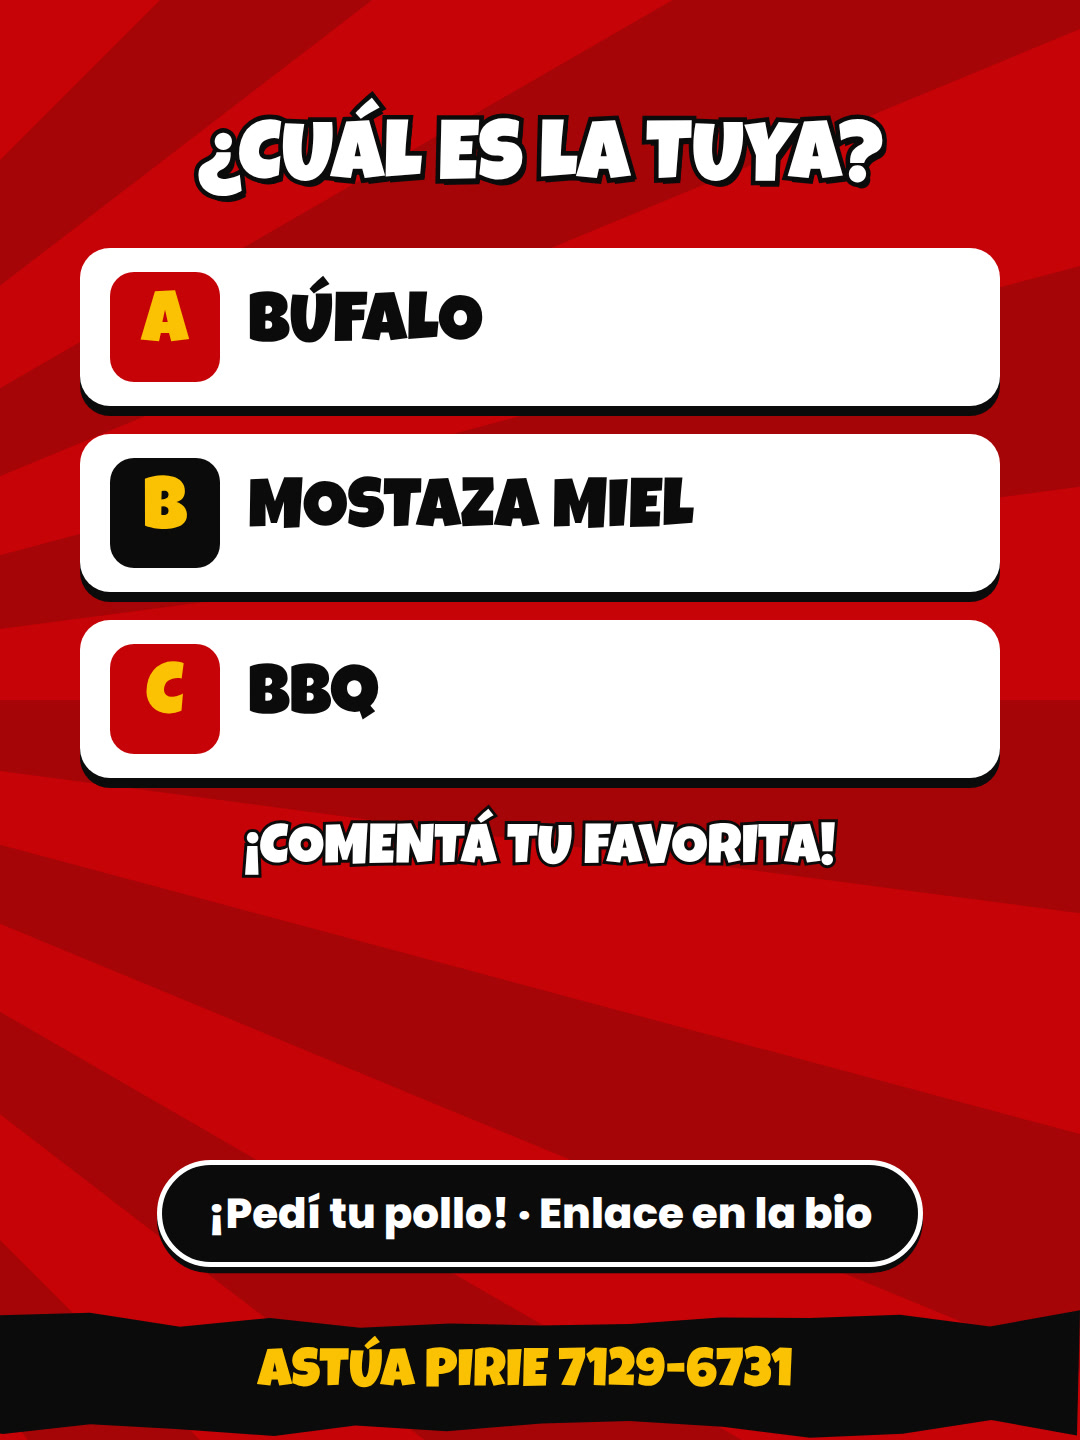 ¿CUÁL ES LA TUYA?
A BÚFALO
B MOSTAZA MIEL
C BBQ
¡COMENTÁ TU FAVORITA!
¡Pedí tu pollo! · Enlace en la bio
ASTÚA PIRIE 7129-6731